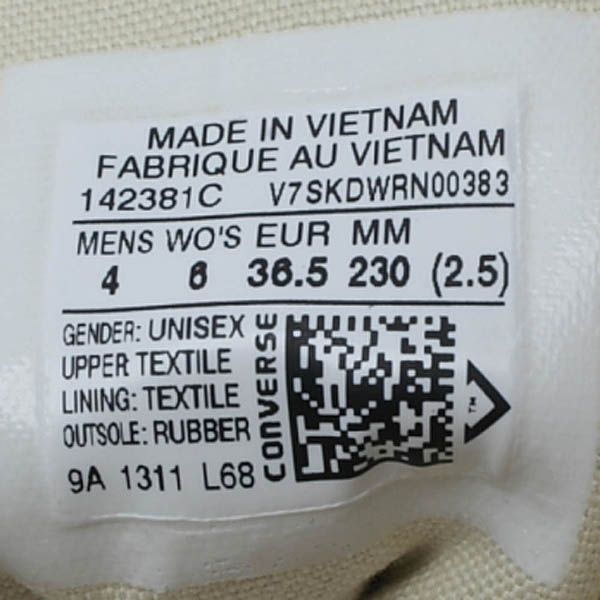 MADE IN VIETNAM
FABRIQUE AU VIETNAM
142381C V7SKDWRN00383
MENS WO'S EUR MM
4 6 36.5 230 (2.5)
GENDER: UNISEX
UPPER TEXTILE
LINING: TEXTILE
OUTSOLE: RUBBER
9A 1311 L68
CONVERSE
TM